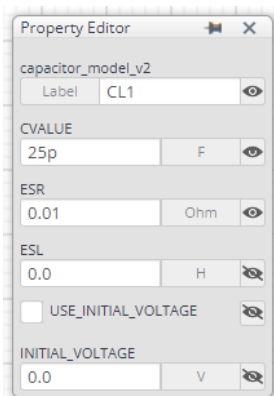 Property Editor
capacitor_model_v2
Label CL1
CVALUE
25p F
ESR
0.01 Ohm
ESL
0.0 H
USE_INITIAL_VOLTAGE
INITIAL_VOLTAGE
0.0 V